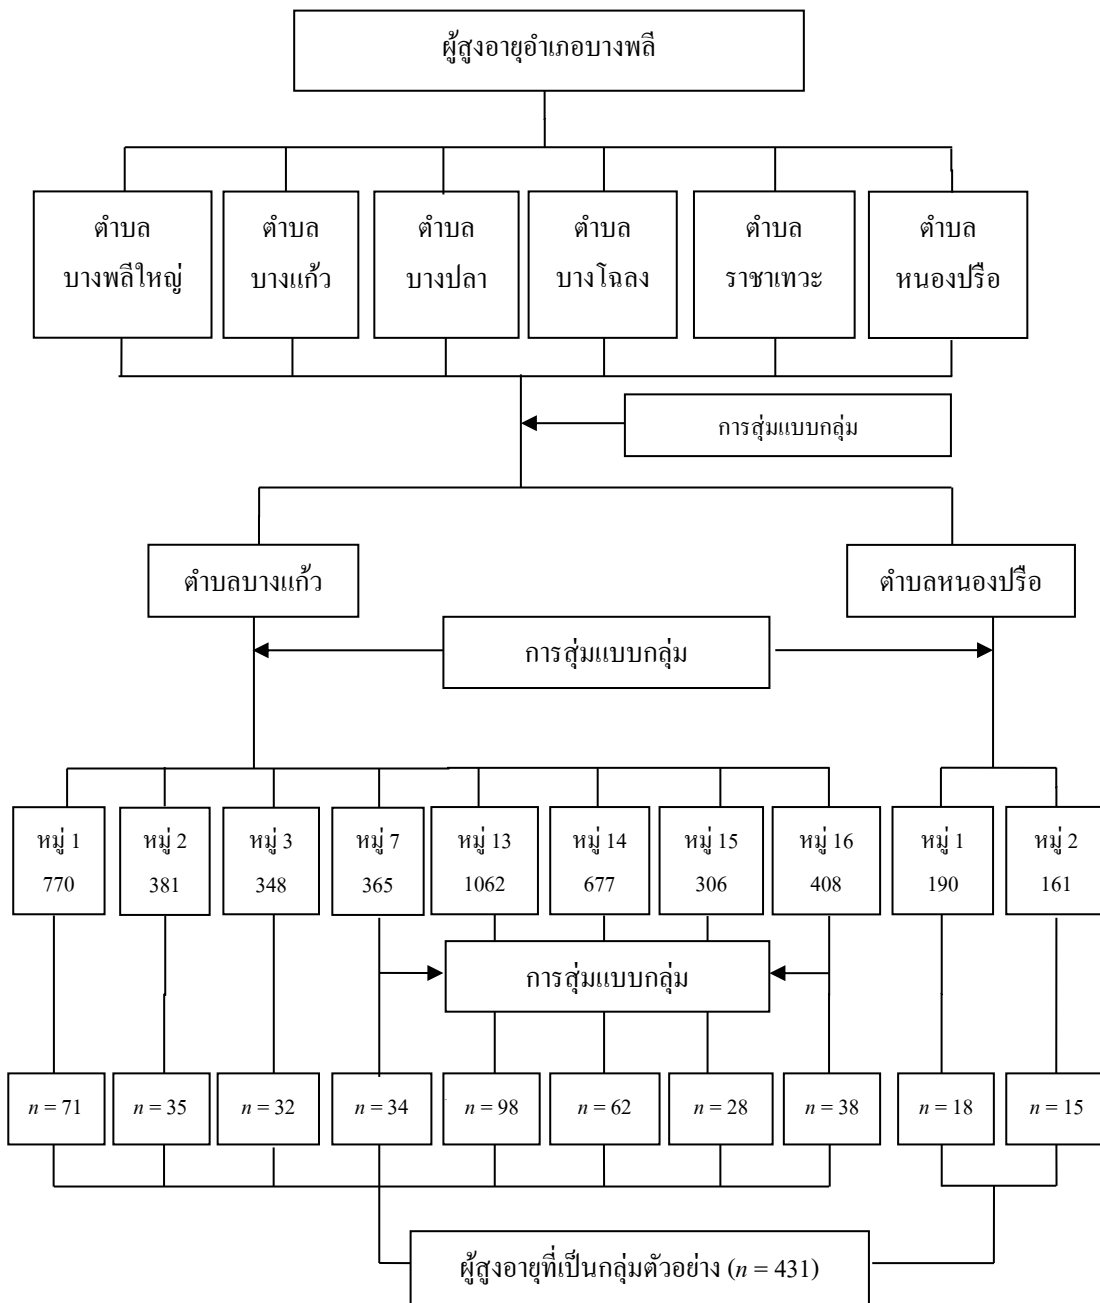 ผู้สูงอายุอำเภอบางพลี
ตำบล
บางพลีใหญ่
ตำบล
บางแก้ว
ตำบล
บางปลา
ตำบล
บางโฉลง
ตำบล
ราชาเทวะ
ตำบล
หนองปรือ
การสุ่มแบบกลุ่ม
ตำบลบางแก้ว
ตำบลหนองปรือ
การสุ่มแบบกลุ่ม
หมู่ 1
770
หมู่ 2
381
หมู่ 3
348
หมู่ 7
365
หมู่ 13
1062
หมู่ 14
677
หมู่ 15
306
หมู่ 16
408
หมู่ 1
190
หมู่ 2
161
การสุ่มแบบกลุ่ม
n = 71
n = 35
n = 32
n = 34
n = 98
n = 62
n = 28
n = 38
n = 18
n = 15
ผู้สูงอายุที่เป็นกลุ่มตัวอย่าง (n = 431)